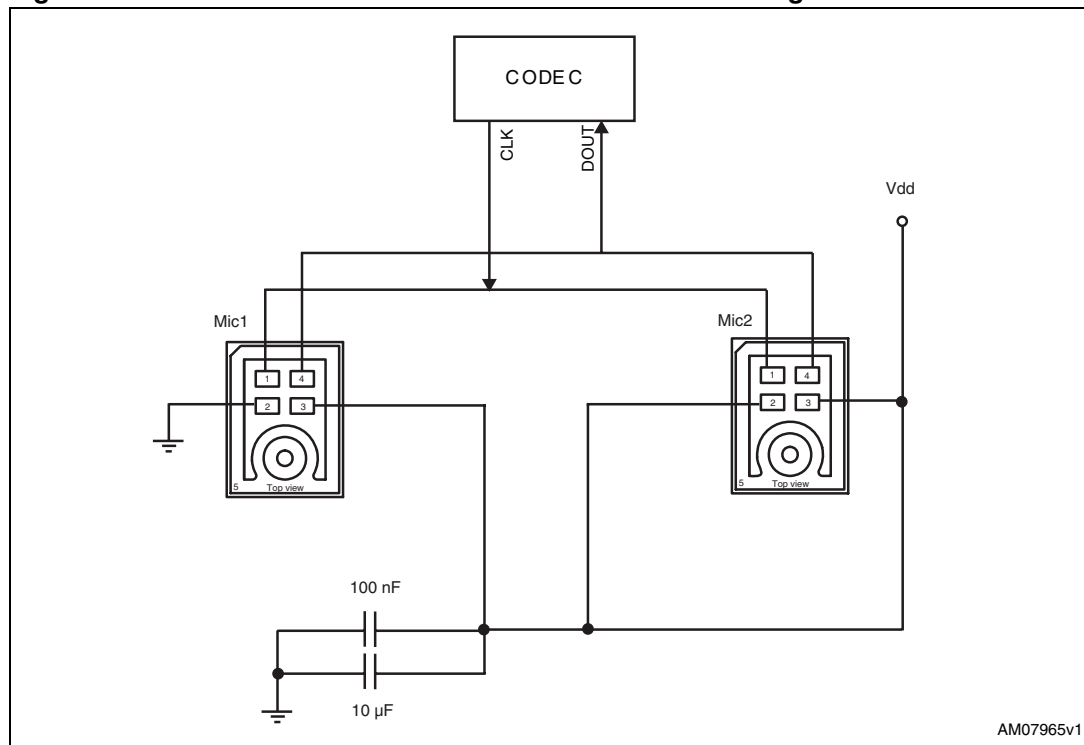 CODEC
CLK
DOUT
Vdd
Mic1
Mic2
1 4
2 3
5 Top view
1 4
2 3
5 Top view
100 nF
10 µF
AM07965v1